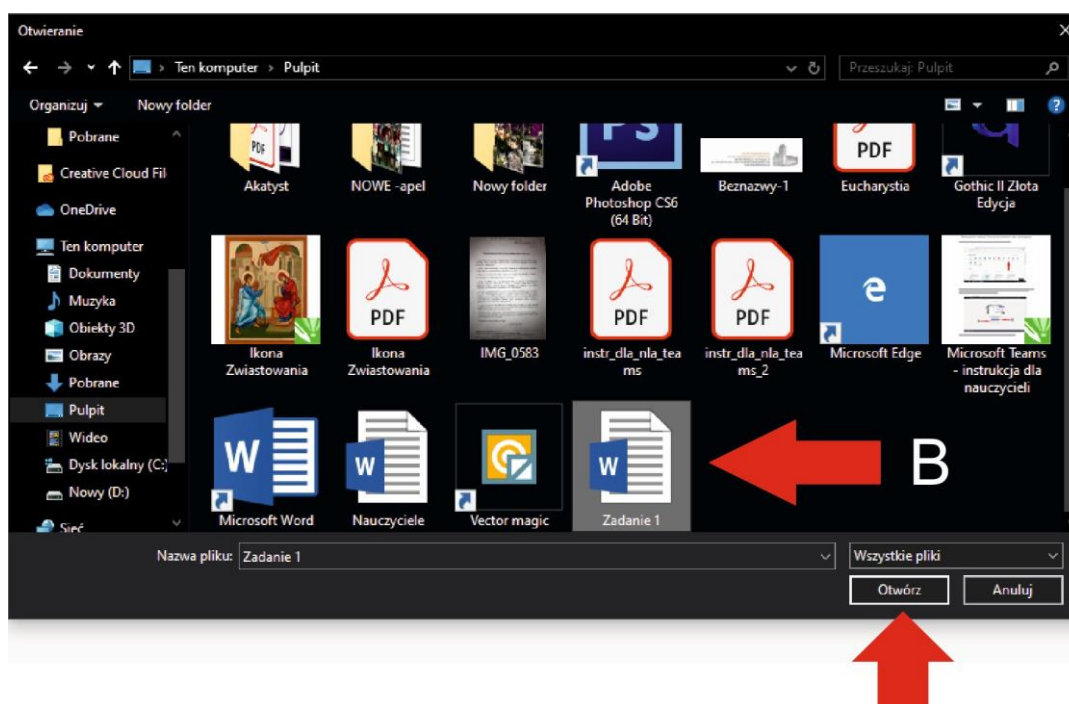 Otwieranie
Ten komputer > Pulpit
Przeszukaj: Pulpit
Organizuj
Nowy folder
Pobrane
Creative Cloud Fil
OneDrive
Ten komputer
Dokumenty
Muzyka
Obiekty 3D
Obrazy
Pobrane
Pulpit
Wideo
Dysk lokalny (C:)
Nowy (D:)
Sieć
PDF
PS
PDF
Akatyst
NOWE -apel
Nowy folder
Adobe
Photoshop CS6
(64 Bit)
Beznazwy-1
Eucharystia
Gothic II Złota
Edycja
PDF
PDF
PDF
Ikona
Zwiastowania
Ikona
Zwiastowania
IMG_0583
instr_dla_nla_tea
ms
instr_dla_nla_tea
ms_2
Microsoft Edge
Microsoft Teams
- instrukcja dla
nauczycieli
W
W
W
B
Microsoft Word
Nauczyciele
Vector magic
Zadanie 1
Nazwa pliku: Zadanie 1
Wszystkie pliki
Otwórz
Anuluj